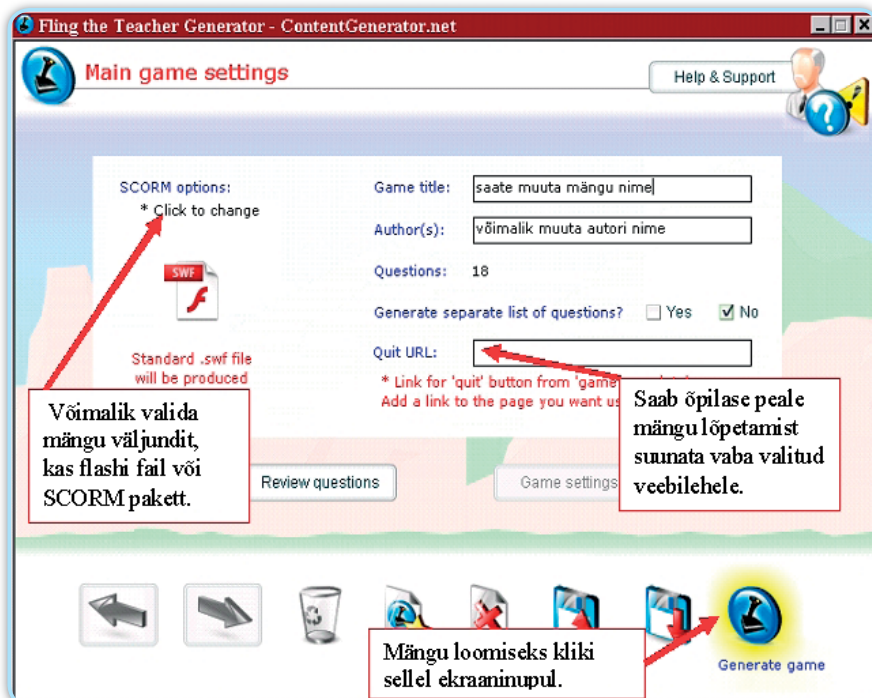 Fling the Teacher Generator - ContentGenerator.net
Main game settings
Help & Support
SCORM options:
* Click to change
SWF
Standard .swf file
will be produced
Game title: saate muuta mängu nime
Author(s): võimalik muuta autori nime
Questions: 18
Generate separate list of questions? Yes No
Quit URL:
* Link for 'quit' button from 'game
Add a link to the page you want
Võimalik valida
mängu väljundit,
kas flashi fail või
SCORM pakett.
Saab õpilase peale
mängu lõpetamist
suunata vaba valitud
veebilehele.
Review questions
Game settings
Mängu loomiseks kliki
sellel ekraaninupul.
Generate game